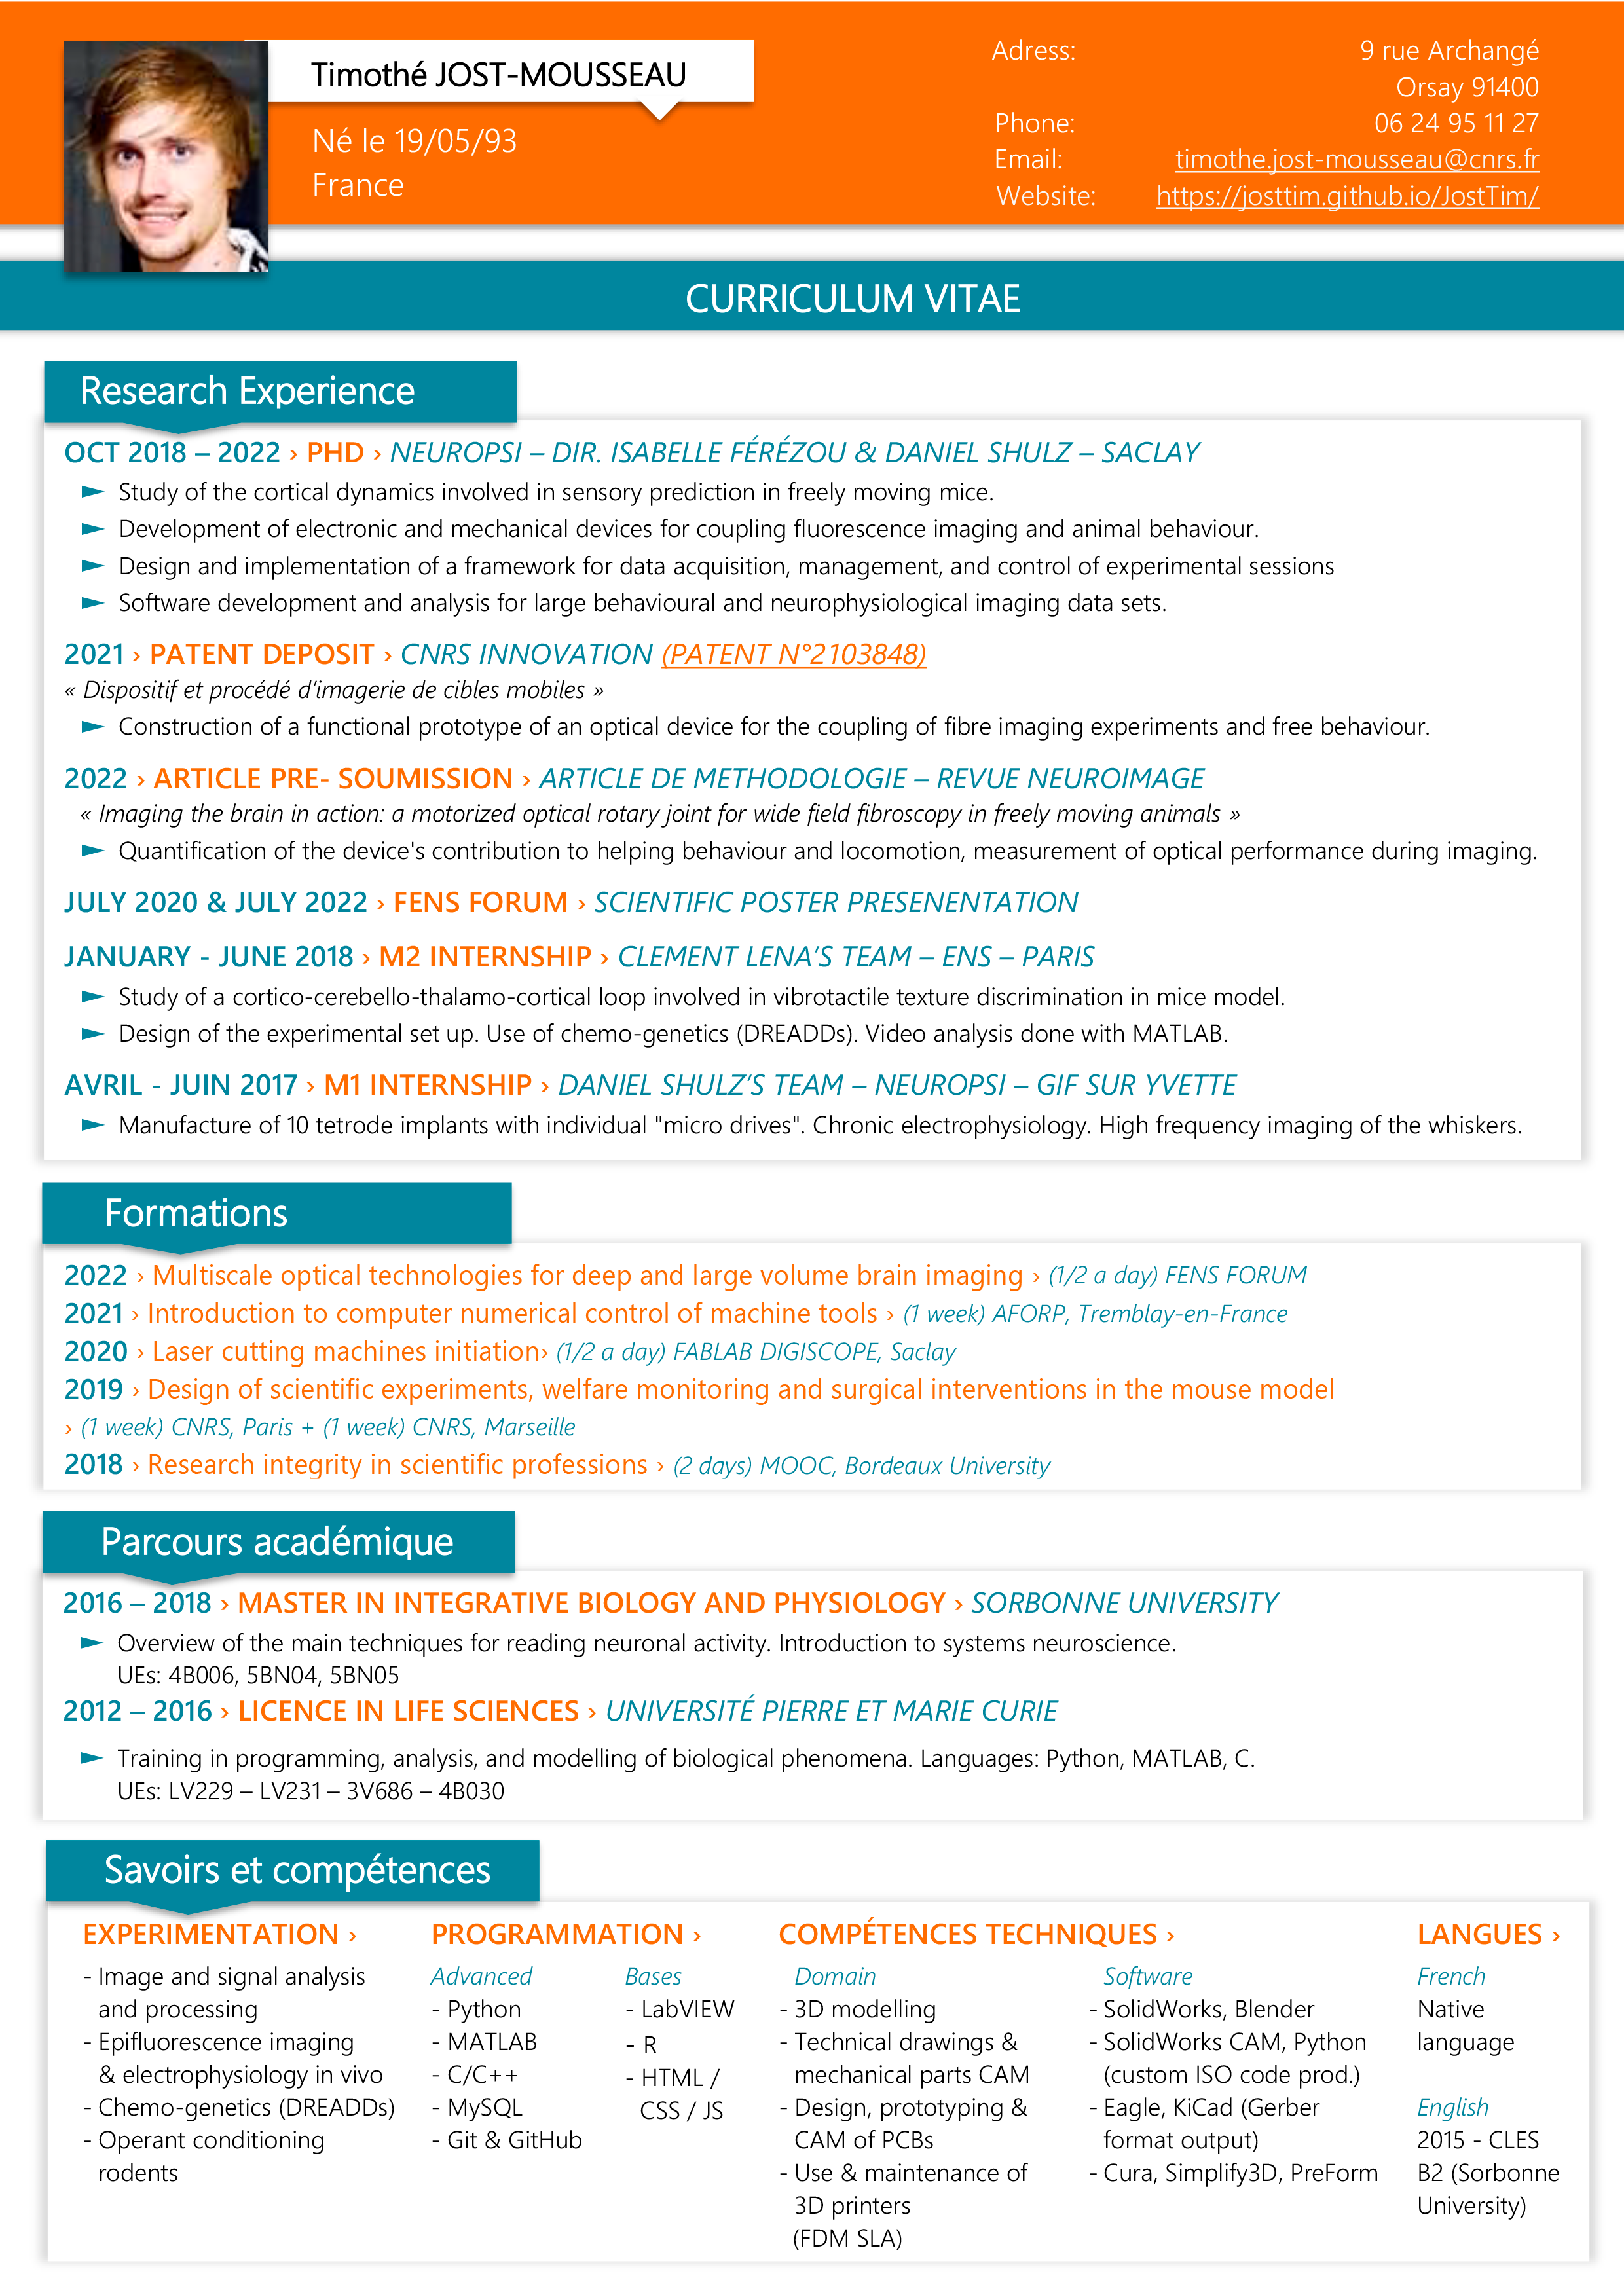 Timothé JOST-MOUSSEAU
Né le 19/05/93
France
Adress: 9 rue Archangé
Orsay 91400
Phone: 06 24 95 11 27
Email: timothe.jost-mousseau@cnrs.fr
Website: https://josttim.github.io/JostTim/
CURRICULUM VITAE
Research Experience
OCT 2018 – 2022 › PHD › NEUROPSI – DIR. ISABELLE FÉRÉZOU & DANIEL SHULZ – SACLAY
► Study of the cortical dynamics involved in sensory prediction in freely moving mice.
► Development of electronic and mechanical devices for coupling fluorescence imaging and animal behaviour.
► Design and implementation of a framework for data acquisition, management, and control of experimental sessions
► Software development and analysis for large behavioural and neurophysiological imaging data sets.
2021 › PATENT DEPOSIT › CNRS INNOVATION (PATENT N°2103848)
« Dispositif et procédé d'imagerie de cibles mobiles »
► Construction of a functional prototype of an optical device for the coupling of fibre imaging experiments and free behaviour.
2022 › ARTICLE PRE- SOUMISSION › ARTICLE DE METHODOLOGIE – REVUE NEUROIMAGE
« Imaging the brain in action: a motorized optical rotary joint for wide field fibroscopy in freely moving animals »
► Quantification of the device's contribution to helping behaviour and locomotion, measurement of optical performance during imaging.
JULY 2020 & JULY 2022 › FENS FORUM › SCIENTIFIC POSTER PRESENENTATION
JANUARY - JUNE 2018 › M2 INTERNSHIP › CLEMENT LENA'S TEAM – ENS – PARIS
► Study of a cortico-cerebello-thalamo-cortical loop involved in vibrotactile texture discrimination in mice model.
► Design of the experimental set up. Use of chemo-genetics (DREADDs). Video analysis done with MATLAB.
AVRIL - JUIN 2017 › M1 INTERNSHIP › DANIEL SHULZ'S TEAM – NEUROPSI – GIF SUR YVETTE
► Manufacture of 10 tetrode implants with individual "micro drives". Chronic electrophysiology. High frequency imaging of the whiskers.
Formations
2022 › Multiscale optical technologies for deep and large volume brain imaging › (1/2 a day) FENS FORUM
2021 › Introduction to computer numerical control of machine tools › (1 week) AFORP, Tremblay-en-France
2020 › Laser cutting machines initiation› (1/2 a day) FABLAB DIGISCOPE, Saclay
2019 › Design of scientific experiments, welfare monitoring and surgical interventions in the mouse model
› (1 week) CNRS, Paris + (1 week) CNRS, Marseille
2018 › Research integrity in scientific professions › (2 days) MOOC, Bordeaux University
Parcours académique
2016 – 2018 › MASTER IN INTEGRATIVE BIOLOGY AND PHYSIOLOGY › SORBONNE UNIVERSITY
► Overview of the main techniques for reading neuronal activity. Introduction to systems neuroscience.
UEs: 4B006, 5BN04, 5BN05
2012 – 2016 › LICENCE IN LIFE SCIENCES › UNIVERSITÉ PIERRE ET MARIE CURIE
► Training in programming, analysis, and modelling of biological phenomena. Languages: Python, MATLAB, C.
UEs: LV229 – LV231 – 3V686 – 4B030
Savoirs et compétences
EXPERIMENTATION ›
- Image and signal analysis
and processing
- Epifluorescence imaging
& electrophysiology in vivo
- Chemo-genetics (DREADDs)
- Operant conditioning
rodents
PROGRAMMATION ›
Advanced
- Python
- MATLAB
- C/C++
- MySQL
- Git & GitHub
Bases
- LabVIEW
- R
- HTML /
CSS / JS
COMPÉTENCES TECHNIQUES ›
Domain
- 3D modelling
- Technical drawings &
mechanical parts CAM
- Design, prototyping &
CAM of PCBs
- Use & maintenance of
3D printers
(FDM SLA)
Software
- SolidWorks, Blender
- SolidWorks CAM, Python
(custom ISO code prod.)
- Eagle, KiCad (Gerber
format output)
- Cura, Simplify3D, PreForm
LANGUES ›
French
Native
language
English
2015 - CLES
B2 (Sorbonne
University)